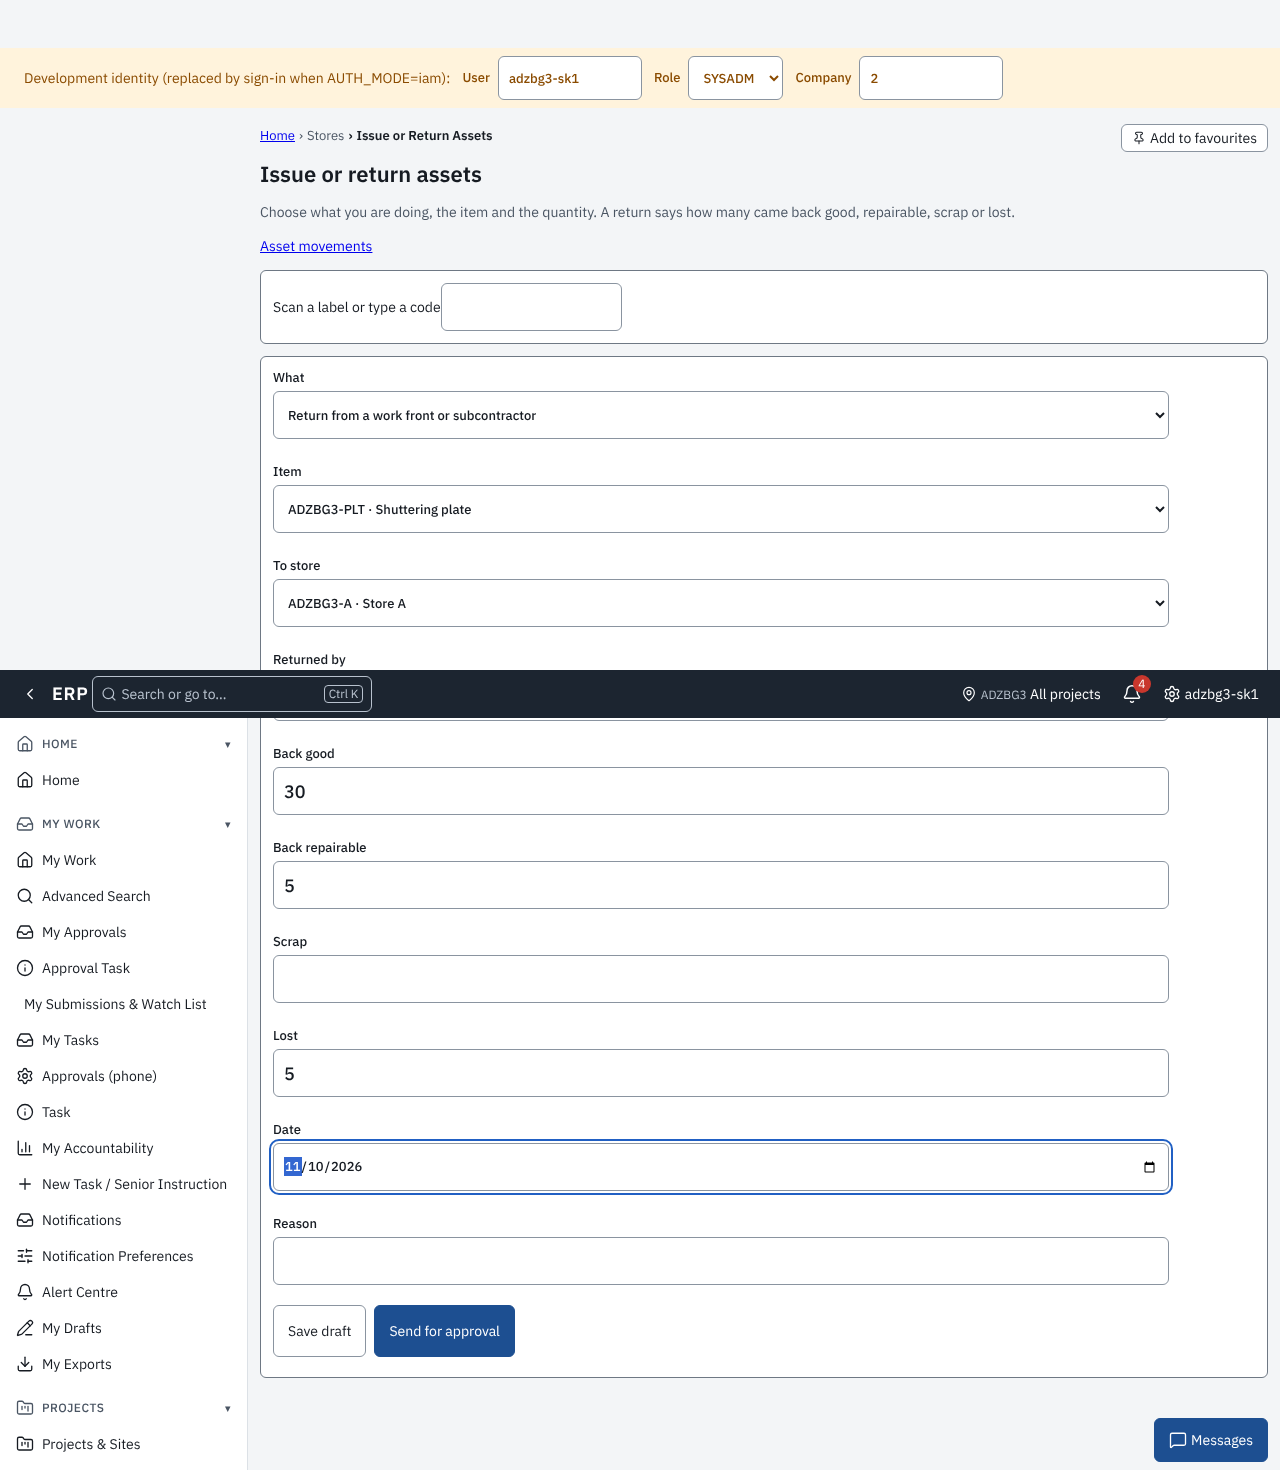 Development identity (replaced by sign-in when AUTH_MODE=iam): User adzbg3-sk1 Role SYSADM Company 2
Home › Stores › Issue or Return Assets
Add to favourites
Issue or return assets
Choose what you are doing, the item and the quantity. A return says how many came back good, repairable, scrap or lost.
Asset movements
Scan a label or type a code
What
Return from a work front or subcontractor
Item
ADZBG3-PLT · Shuttering plate
To store
ADZBG3-A · Store A
Returned by
ERP Search or go to... Ctrl K ADZBG3 All projects 4 adzbg3-sk1
HOME
Home
MY WORK
My Work
Advanced Search
My Approvals
Approval Task
My Submissions & Watch List
My Tasks
Approvals (phone)
Task
My Accountability
New Task / Senior Instruction
Notifications
Notification Preferences
Alert Centre
My Drafts
My Exports
PROJECTS
Projects & Sites
Back good
30
Back repairable
5
Scrap
Lost
5
Date
11/10/2026
Reason
Save draft Send for approval
Messages